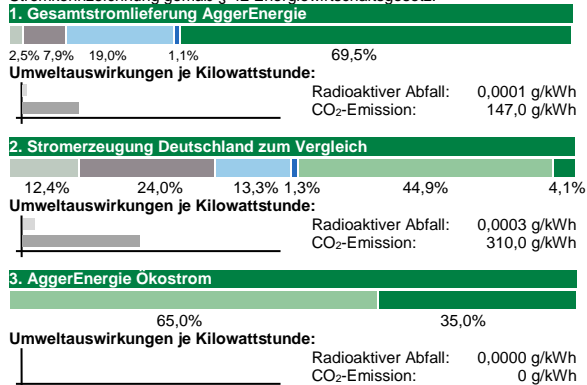 1. Gesamtstromlieferung AggerEnergie
2,5% 7,9% 19,0% 1,1% 69,5%
Umweltauswirkungen je Kilowattstunde:
Radioaktiver Abfall: 0,0001 g/kWh
CO₂-Emission: 147,0 g/kWh
2. Stromerzeugung Deutschland zum Vergleich
12,4% 24,0% 13,3% 1,3% 44,9% 4,1%
Umweltauswirkungen je Kilowattstunde:
Radioaktiver Abfall: 0,0003 g/kWh
CO₂-Emission: 310,0 g/kWh
3. AggerEnergie Ökostrom
65,0% 35,0%
Umweltauswirkungen je Kilowattstunde:
Radioaktiver Abfall: 0,0000 g/kWh
CO₂-Emission: 0 g/kWh